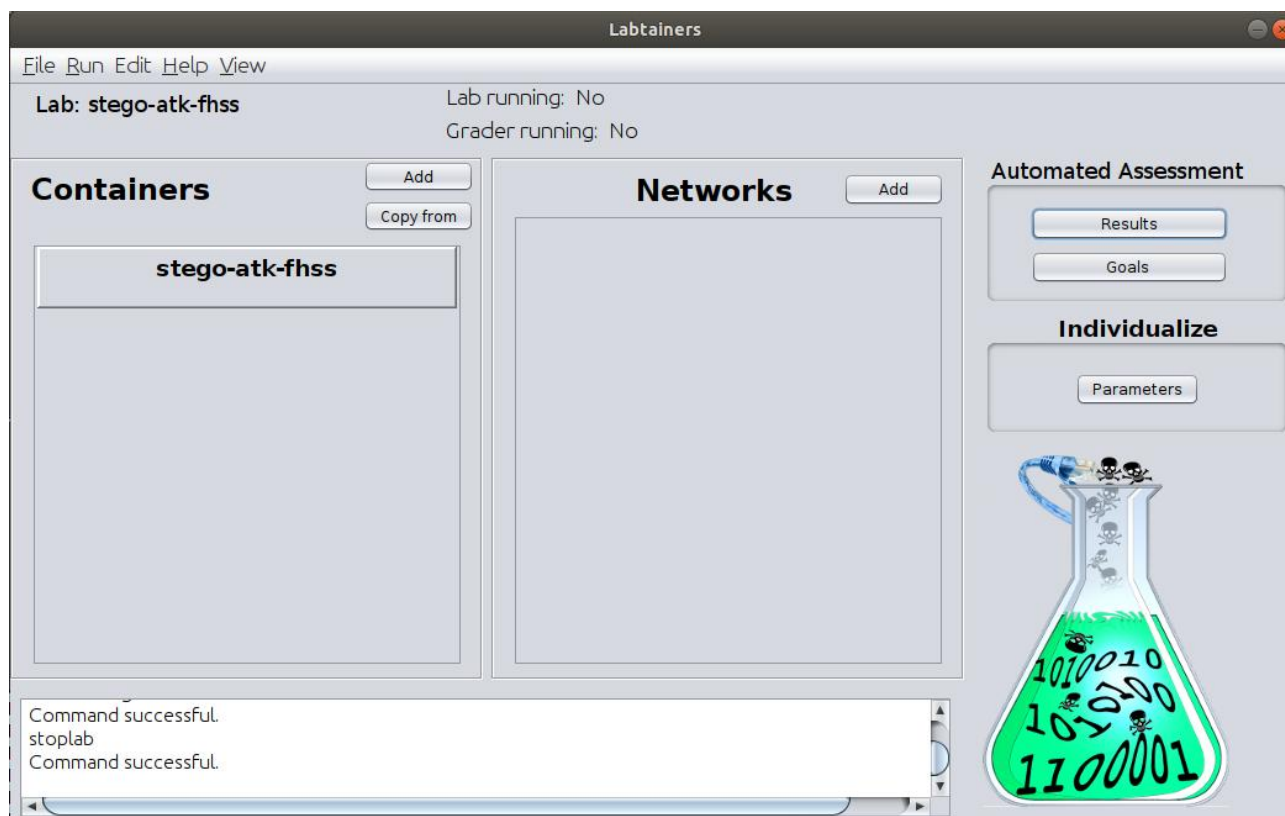 Labtainers
File Run Edit Help View
Lab: stego-atk-fhss
Lab running: No
Grader running: No
Containers
Add
Copy from
stego-atk-fhss
Networks
Add
Automated Assessment
Results
Goals
Individualize
Parameters
1010010
1010100
1100001
Command successful.
stoplab
Command successful.